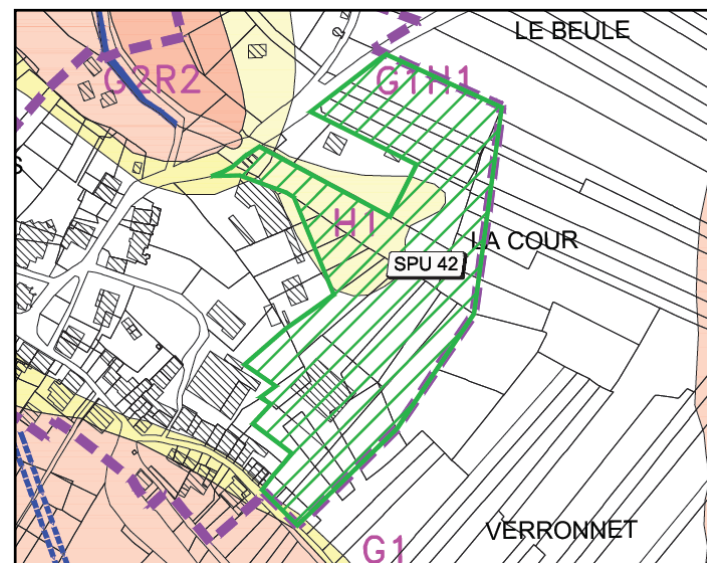 LE BEULE
G2R2
G1H1
S
H1
LA COUR
SPU 42
VERRONNET
G1